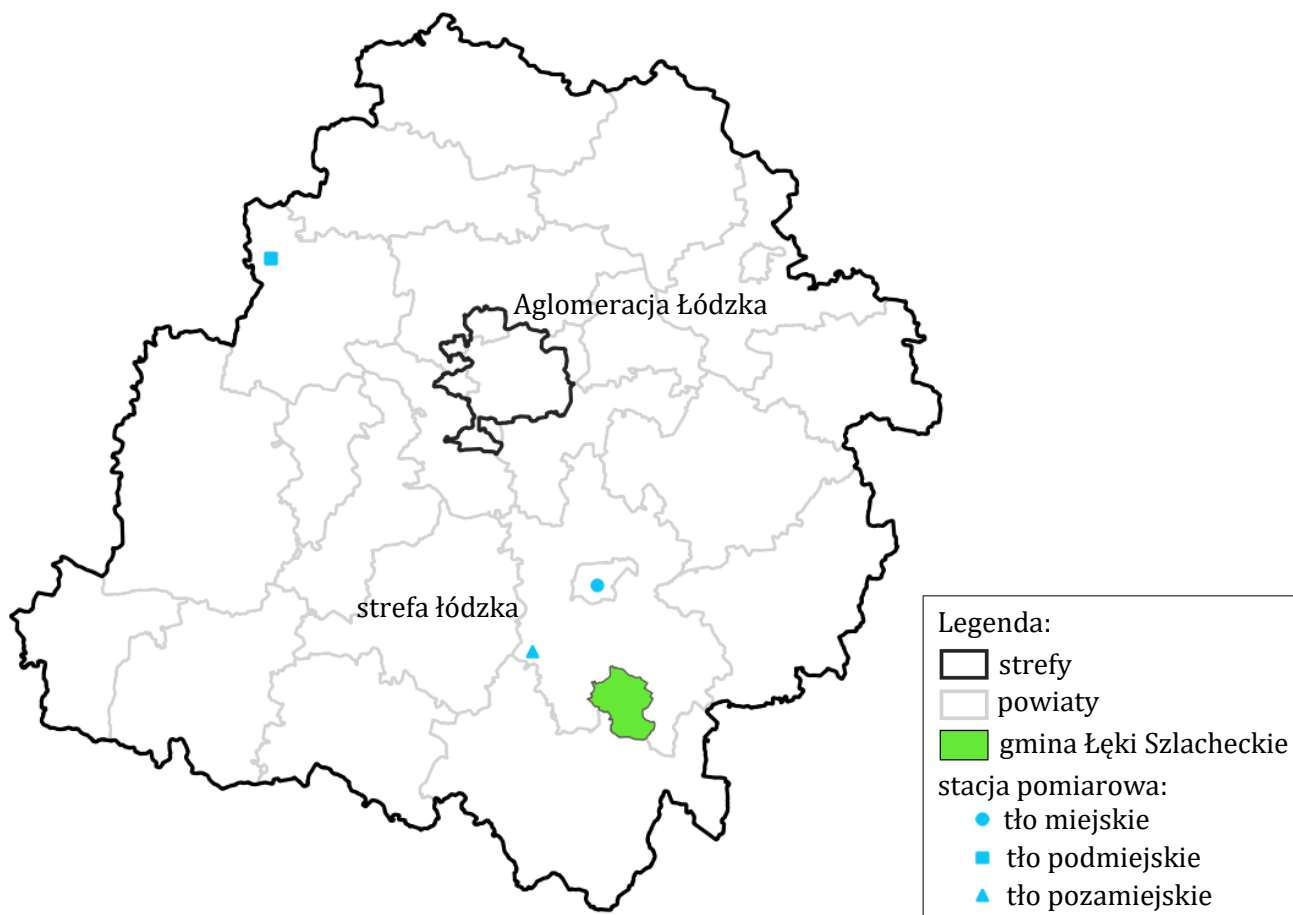 Aglomeracja Łódzka
strefa łódzka
Legenda:
strefy
powiaty
gmina Łęki Szlacheckie
stacja pomiarowa:
tło miejskie
tło podmiejskie
tło pozamiejskie